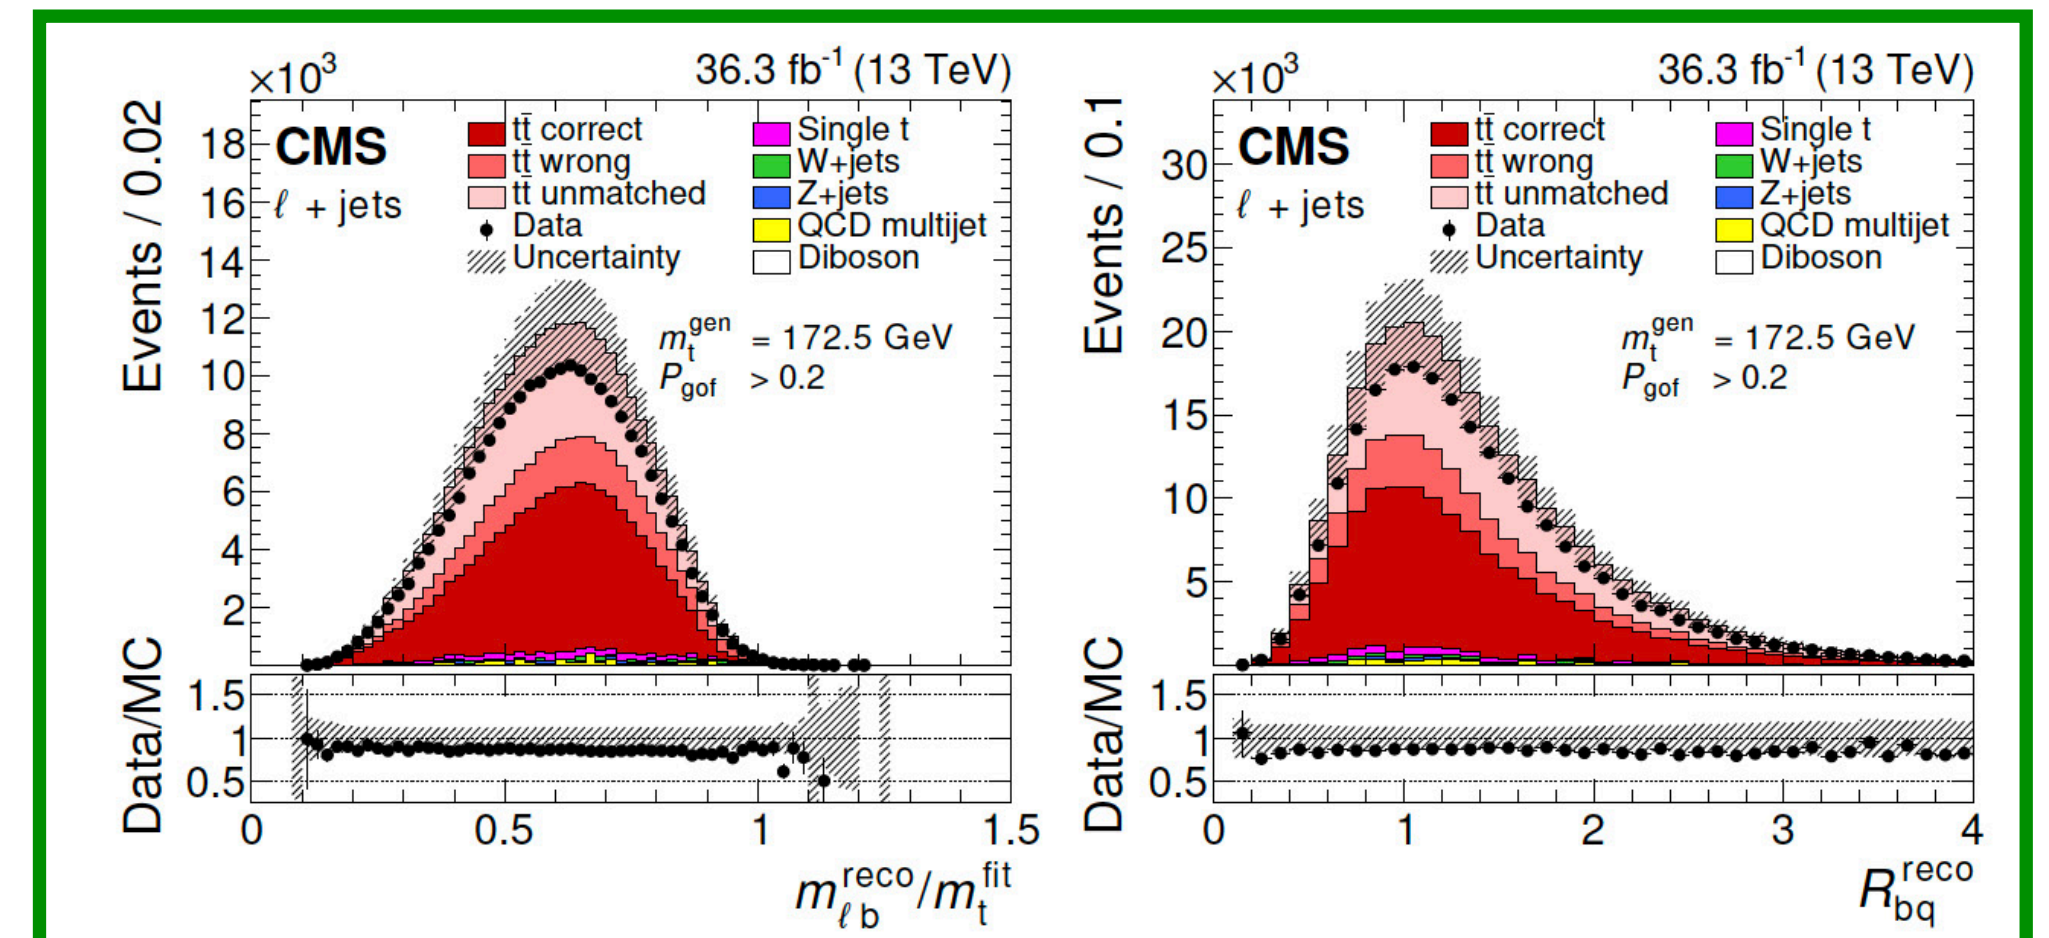 ×10³ 36.3 fb⁻¹ (13 TeV)
Events / 0.02
CMS
ℓ + jets
tt̄ correct
tt̄ wrong
tt̄ unmatched
Data
Uncertainty
Single t
W+jets
Z+jets
QCD multijet
Diboson
m_t^gen = 172.5 GeV
P_gof > 0.2
18
16
14
12
10
8
6
4
2
Data/MC
1.5
1
0.5
0 0.5 1 1.5
m_ℓb^reco/m_t^fit
×10³ 36.3 fb⁻¹ (13 TeV)
Events / 0.1
CMS
ℓ + jets
tt̄ correct
tt̄ wrong
tt̄ unmatched
Data
Uncertainty
Single t
W+jets
Z+jets
QCD multijet
Diboson
m_t^gen = 172.5 GeV
P_gof > 0.2
30
25
20
15
10
5
Data/MC
1.5
1
0.5
0 1 2 3 4
R_bq^reco